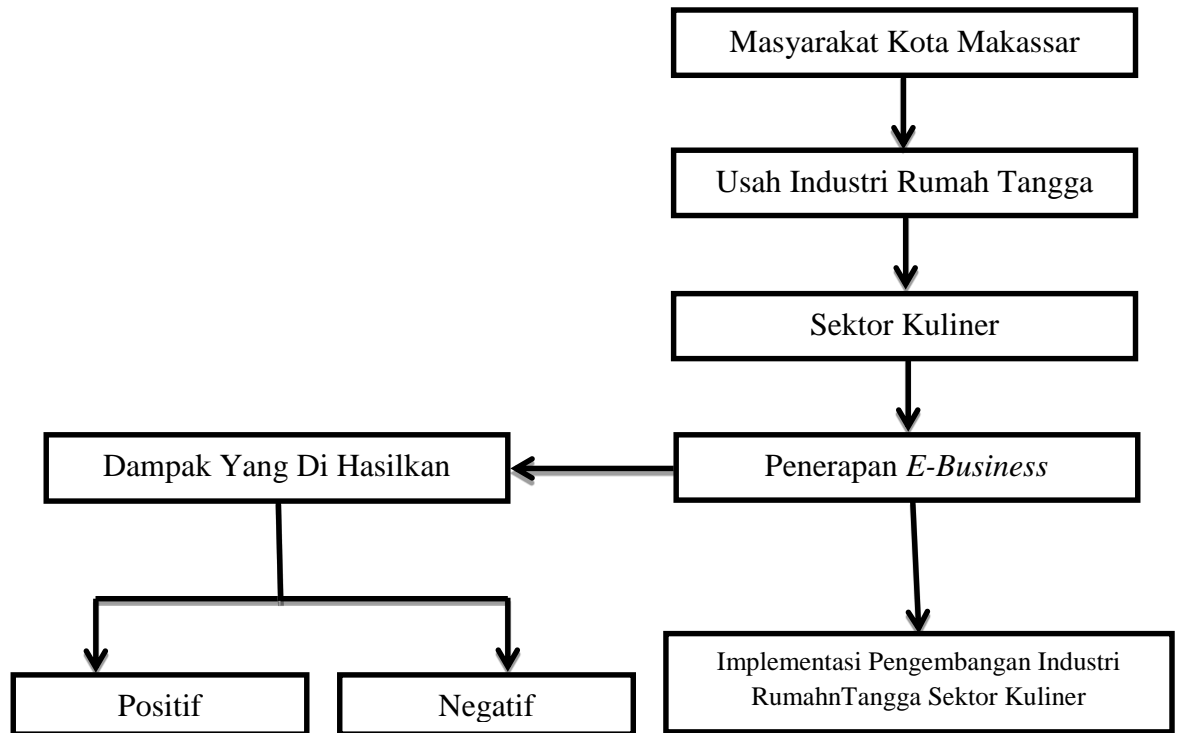 Masyarakat Kota Makassar
Usah Industri Rumah Tangga
Sektor Kuliner
Dampak Yang Di Hasilkan
Penerapan E-Business
Implementasi Pengembangan Industri
RumahnTangga Sektor Kuliner
Positif
Negatif